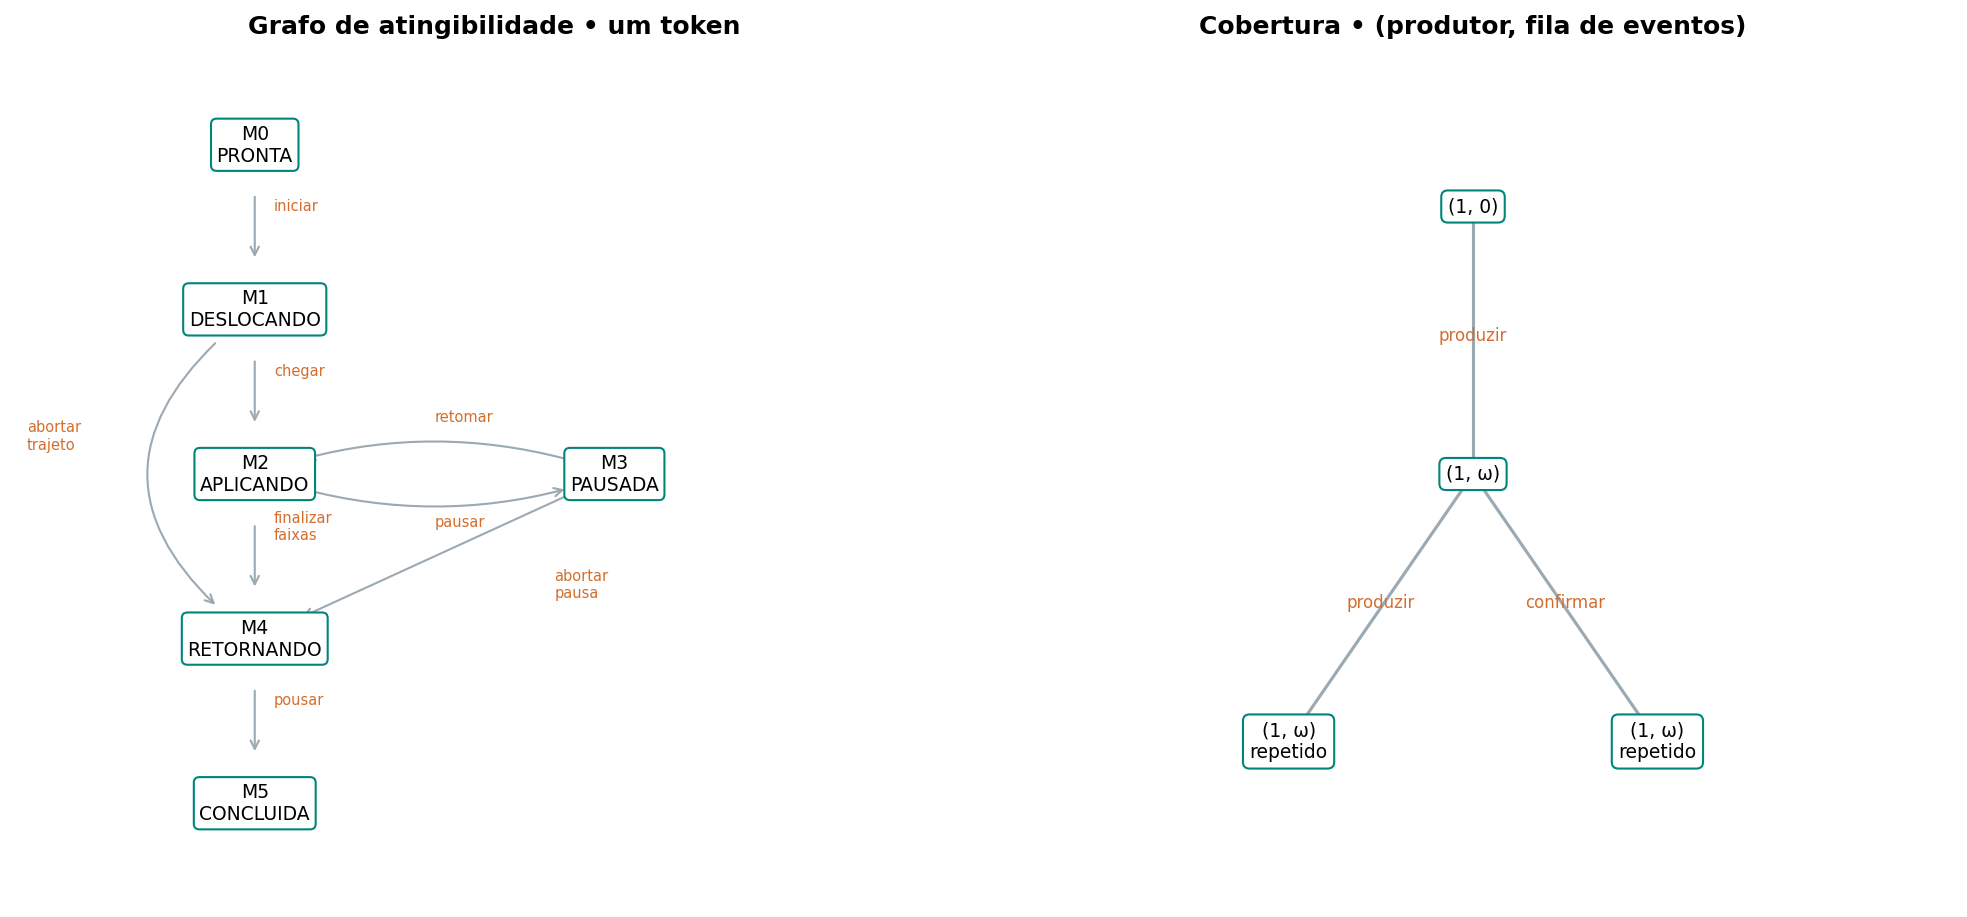 Grafo de atingibilidade • um token
M0
PRONTA
iniciar
M1
DESLOCANDO
chegar
abortar
trajeto
retomar
M2
APLICANDO
M3
PAUSADA
finalizar
faixas
pausar
abortar
pausa
M4
RETORNANDO
pousar
M5
CONCLUIDA
Cobertura • (produtor, fila de eventos)
(1, 0)
produzir
(1, ω)
produzir
confirmar
(1, ω)
repetido
(1, ω)
repetido